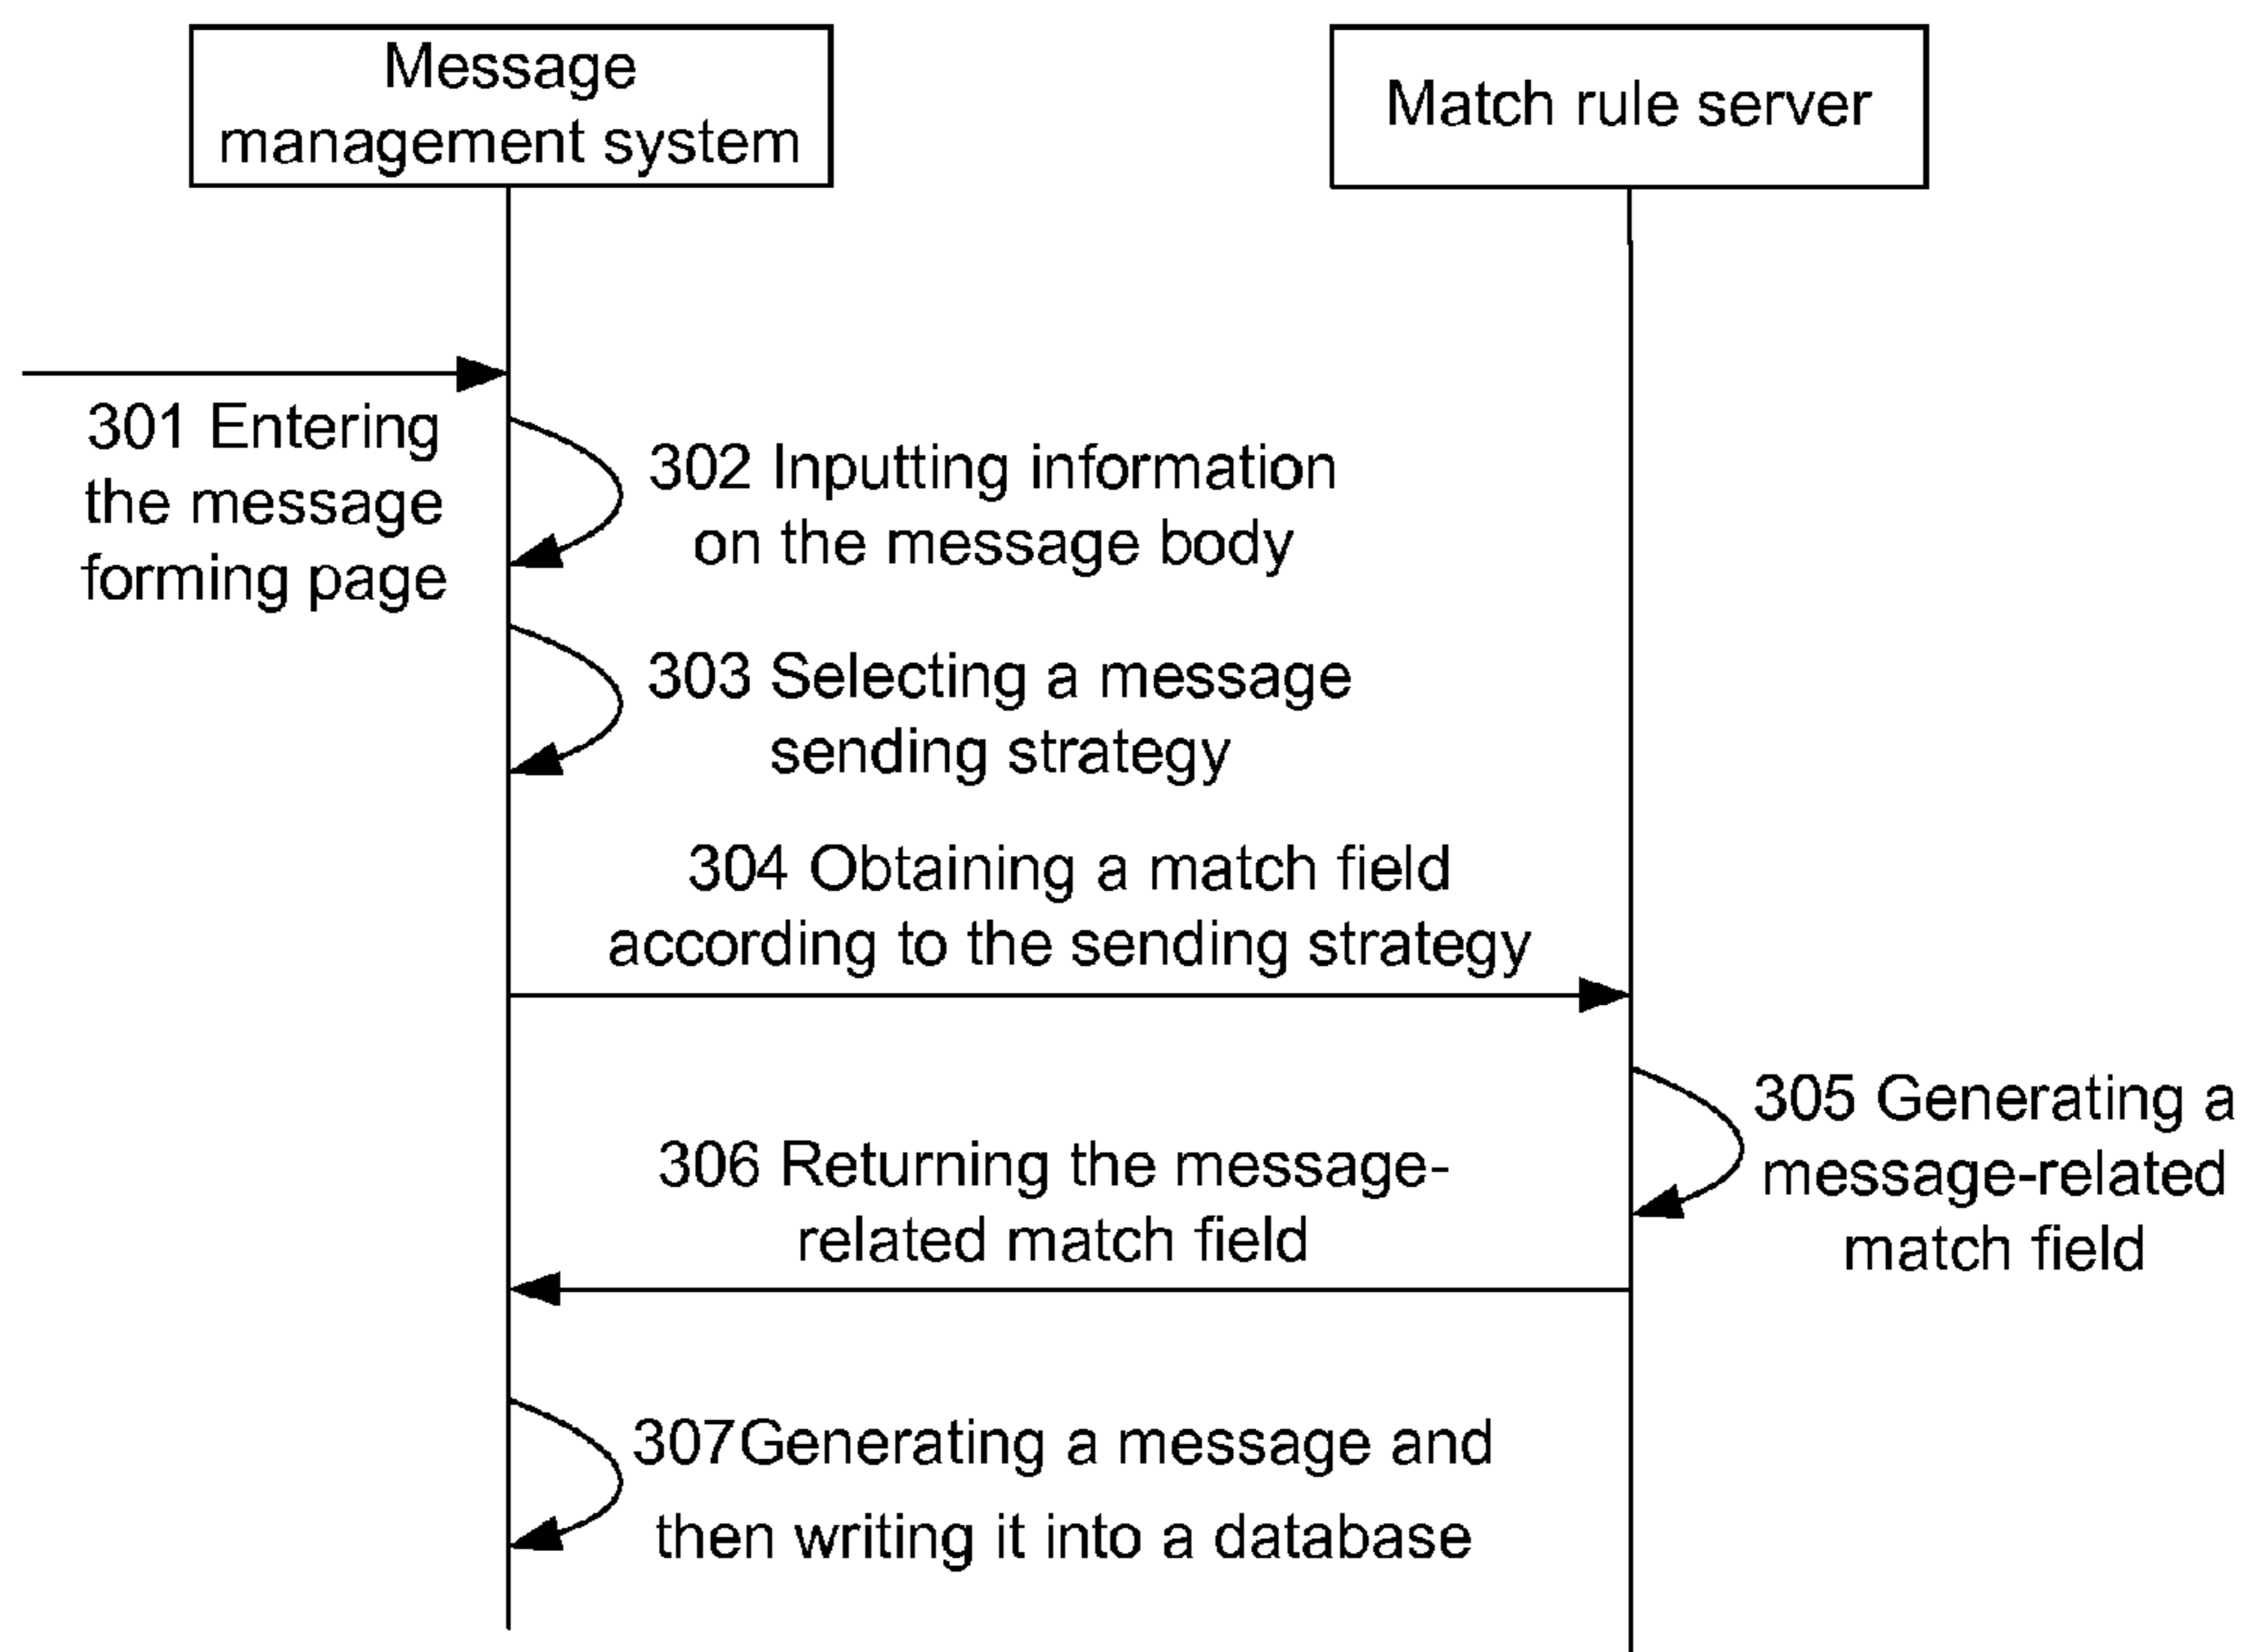 Message
management system
Match rule server
301 Entering
the message
forming page
302 Inputting information
on the message body
303 Selecting a message
sending strategy
304 Obtaining a match field
according to the sending strategy
305 Generating a
message-related
match field
306 Returning the message-
related match field
307Generating a message and
then writing it into a database